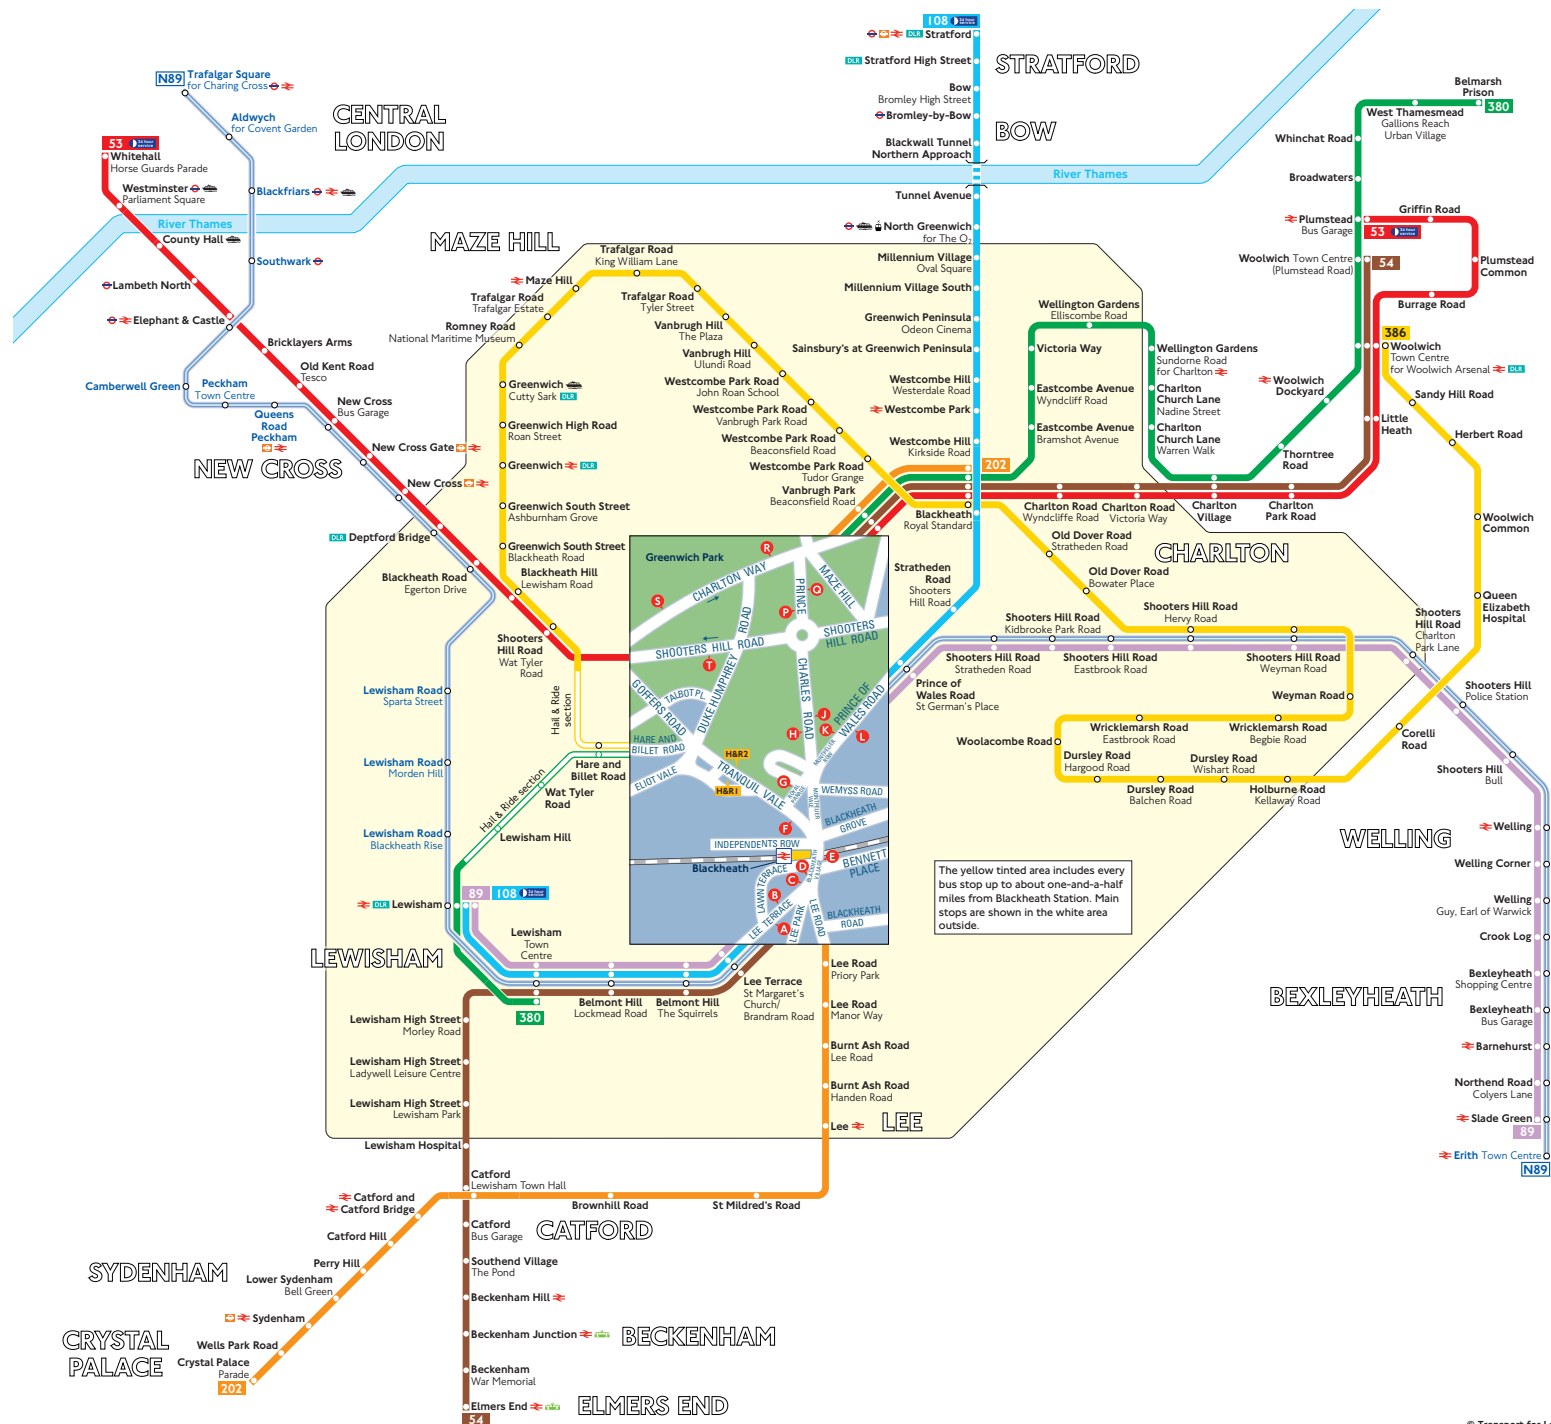 108 24 hour service
Stratford
DLR Stratford High Street
Bow
Bromley High Street
Bromley-by-Bow
Blackwall Tunnel
Northern Approach
Tunnel Avenue
North Greenwich
for The O2
Millennium Village
Oval Square
Millennium Village South
Greenwich Peninsula
Odeon Cinema
Sainsbury's at Greenwich Peninsula
Westcombe Hill
Westerdale Road
Westcombe Park
Westcombe Hill
Kirkside Road
202
Blackheath
Royal Standard
Stratheden
Road
Shooters
Hill Road
STRATFORD
BOW
River Thames
N89
Trafalgar Square
for Charing Cross
Aldwych
for Covent Garden
Blackfriars
Southwark
CENTRAL
LONDON
53 24 hour service
Whitehall
Horse Guards Parade
Westminster
Parliament Square
River Thames
County Hall
Lambeth North
Elephant & Castle
Bricklayers Arms
Old Kent Road
Tesco
New Cross
Bus Garage
Camberwell Green
Peckham
Town Centre
Queens
Road
Peckham
New Cross Gate
New Cross
NEW CROSS
DLR Deptford Bridge
Blackheath Road
Egerton Drive
Shooters
Hill Road
Wat Tyler
Road
MAZE HILL
Trafalgar Road
King William Lane
Maze Hill
Trafalgar Road
Trafalgar Estate
Romney Road
National Maritime Museum
Greenwich
Cutty Sark DLR
Greenwich High Road
Roan Street
Greenwich DLR
Greenwich South Street
Ashburnham Grove
Greenwich South Street
Blackheath Road
Blackheath Hill
Lewisham Road
Trafalgar Road
Tyler Street
Vanbrugh Hill
The Plaza
Vanbrugh Hill
Ulundi Road
Westcombe Park Road
John Roan School
Westcombe Park Road
Vanbrugh Park Road
Westcombe Park Road
Beaconsfield Road
Westcombe Park Road
Tudor Grange
Vanbrugh Park
Beaconsfield Road
Wellington Gardens
Elliscombe Road
Victoria Way
Eastcombe Avenue
Wyndcliff Road
Eastcombe Avenue
Bramshot Avenue
Wellington Gardens
Sundorne Road
for Charlton
Charlton
Church Lane
Nadine Street
Charlton
Church Lane
Warren Walk
Charlton Road
Wyndcliffe Road
Charlton Road
Victoria Way
Charlton
Village
Charlton
Park Road
Thorntree
Road
Woolwich
Dockyard
Little
Heath
CHARLTON
Belmarsh
Prison
380
West Thamesmead
Gallions Reach
Urban Village
Whinchat Road
Broadwaters
Plumstead
Bus Garage
Griffin Road
53 24 hour service
Plumstead
Common
Burrage Road
Woolwich Town Centre
(Plumstead Road)
54
386
Woolwich
Town Centre
for Woolwich Arsenal DLR
Sandy Hill Road
Herbert Road
Woolwich
Common
Queen
Elizabeth
Hospital
Shooters
Hill Road
Charlton
Park Lane
Old Dover Road
Stratheden Road
Old Dover Road
Bowater Place
Shooters Hill Road
Kidbrooke Park Road
Shooters Hill Road
Hervy Road
Shooters Hill Road
Stratheden Road
Shooters Hill Road
Eastbrook Road
Shooters Hill Road
Weyman Road
Prince of
Wales Road
St German's Place
Weyman Road
Wricklemarsh Road
Eastbrook Road
Wricklemarsh Road
Begbie Road
Woolacombe Road
Dursley Road
Hargood Road
Dursley Road
Balchen Road
Dursley Road
Wishart Road
Holburne Road
Kellaway Road
Corelli
Road
Shooters Hill
Police Station
Shooters Hill
Bull
WELLING
Welling
Welling Corner
Welling
Guy, Earl of Warwick
Crook Log
Bexleyheath
Shopping Centre
BEXLEYHEATH
Bexleyheath
Bus Garage
Barnehurst
Northend Road
Colyers Lane
Slade Green
89
Erith Town Centre
N89
Greenwich Park
CHARLTON WAY
MAZE HILL
PRINCE
CHARLES ROAD
SHOOTERS HILL ROAD
SHOOTERS
HILL ROAD
DUKE HUMPHREY
ROAD
GOFFERS ROAD
TALBOT PL.
HARE AND
BILLET ROAD
ELIOT VALE
TRANQUIL VALE
PRINCE OF
WALES ROAD
MONTPELIER
ROW
WEMYSS ROAD
BLACKHEATH
GROVE
INDEPENDENTS ROW
Blackheath
BENNETT
PLACE
BLACKHEATH
VILLAGE
LAWN TERRACE
LEE TERRACE
LEE PARK
LEE ROAD
BLACKHEATH
ROAD
H&R2
H&R1
R
S
Q
P
T
J
K
H
L
G
F
E
D
C
B
A
Hail & Ride
section
Hare and
Billet Road
Hail & Ride section
Wat Tyler
Road
Lewisham Hill
Lewisham Road
Sparta Street
Lewisham Road
Morden Hill
Lewisham Road
Blackheath Rise
DLR Lewisham
89
108 24 hour service
LEWISHAM
Lewisham
Town
Centre
380
Belmont Hill
Lockmead Road
Belmont Hill
The Squirrels
Lee Terrace
St Margaret's
Church/
Brandram Road
Lewisham High Street
Morley Road
Lewisham High Street
Ladywell Leisure Centre
Lewisham High Street
Lewisham Park
Lewisham Hospital
Lee Road
Priory Park
Lee Road
Manor Way
Burnt Ash Road
Lee Road
Burnt Ash Road
Handen Road
Lee
LEE
The yellow tinted area includes every
bus stop up to about one-and-a-half
miles from Blackheath Station. Main
stops are shown in the white area
outside.
Catford
Lewisham Town Hall
Catford and
Catford Bridge
Brownhill Road
St Mildred's Road
CATFORD
Catford
Bus Garage
Catford Hill
Perry Hill
Lower Sydenham
Bell Green
SYDENHAM
Sydenham
Wells Park Road
CRYSTAL
PALACE
Crystal Palace
Parade
202
Southend Village
The Pond
Beckenham Hill
Beckenham Junction
BECKENHAM
Beckenham
War Memorial
Elmers End
ELMERS END
54